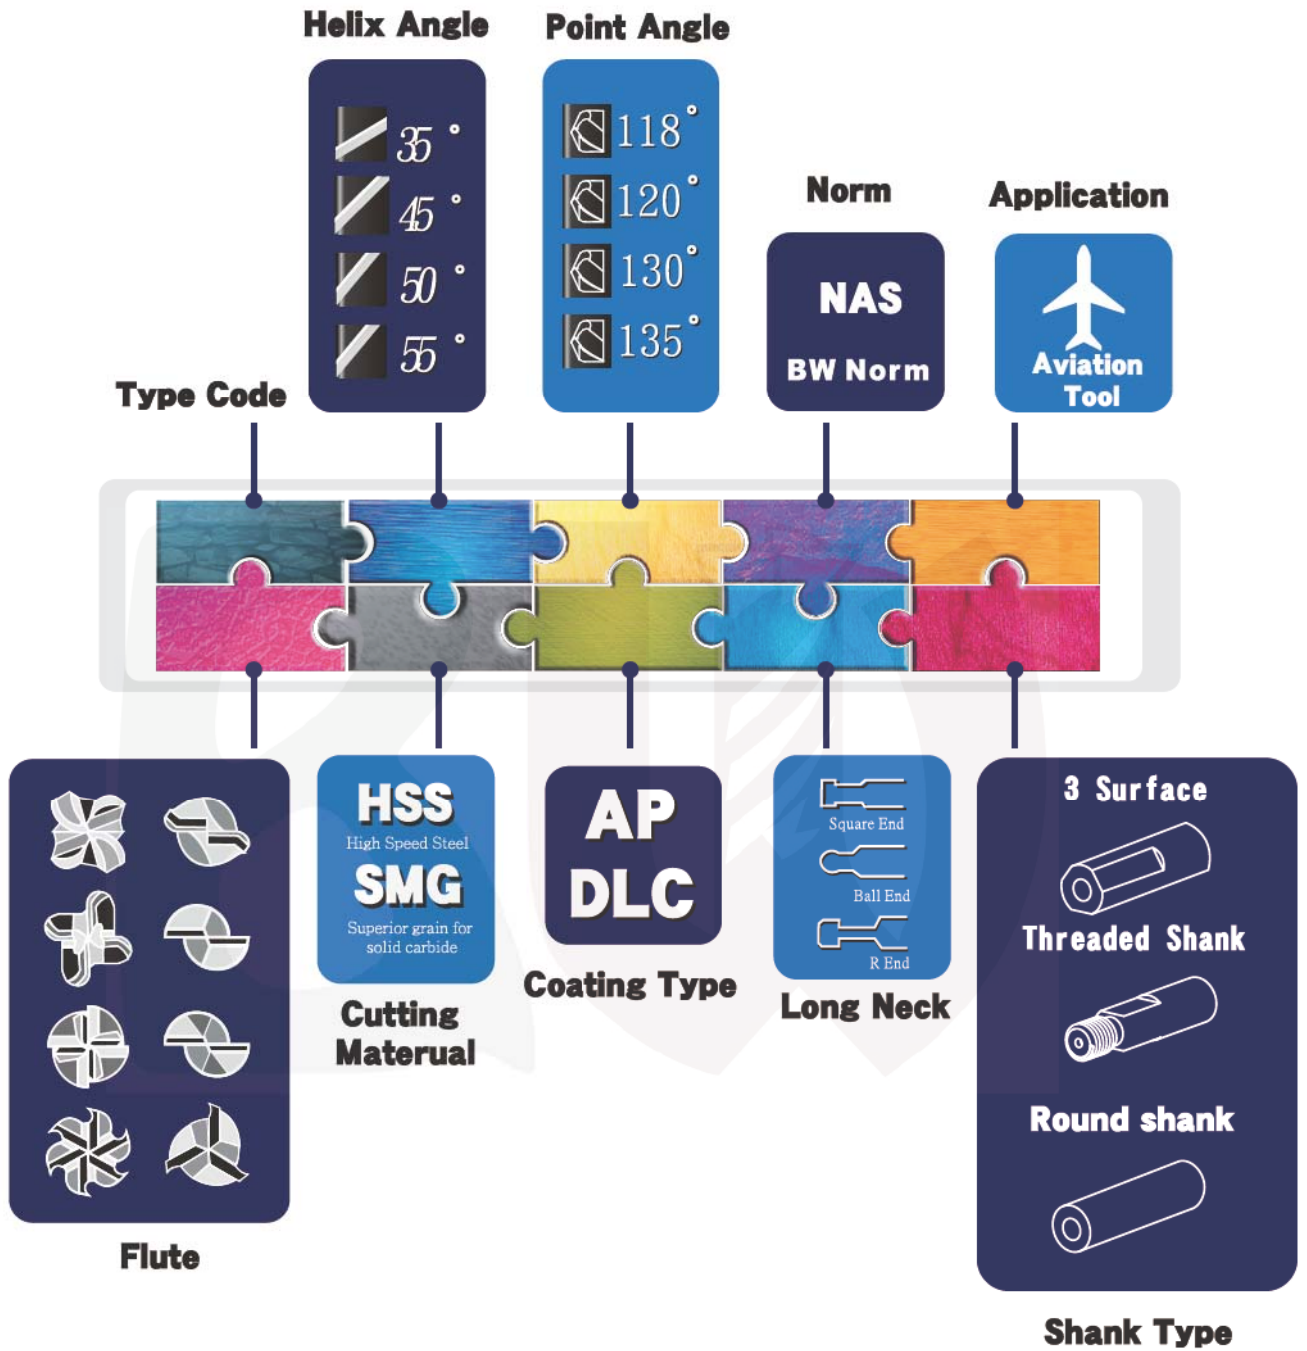 Helix Angle
Point Angle
35°
45°
50°
55°
118°
120°
130°
135°
Norm
NAS
BW Norm
Application
Aviation
Tool
Type Code
HSS
High Speed Steel
SMG
Superior grain for
solid carbide
Cutting
Materual
AP
DLC
Coating Type
Square End
Ball End
R End
Long Neck
3 Surface
Threaded Shank
Round shank
Flute
Shank Type